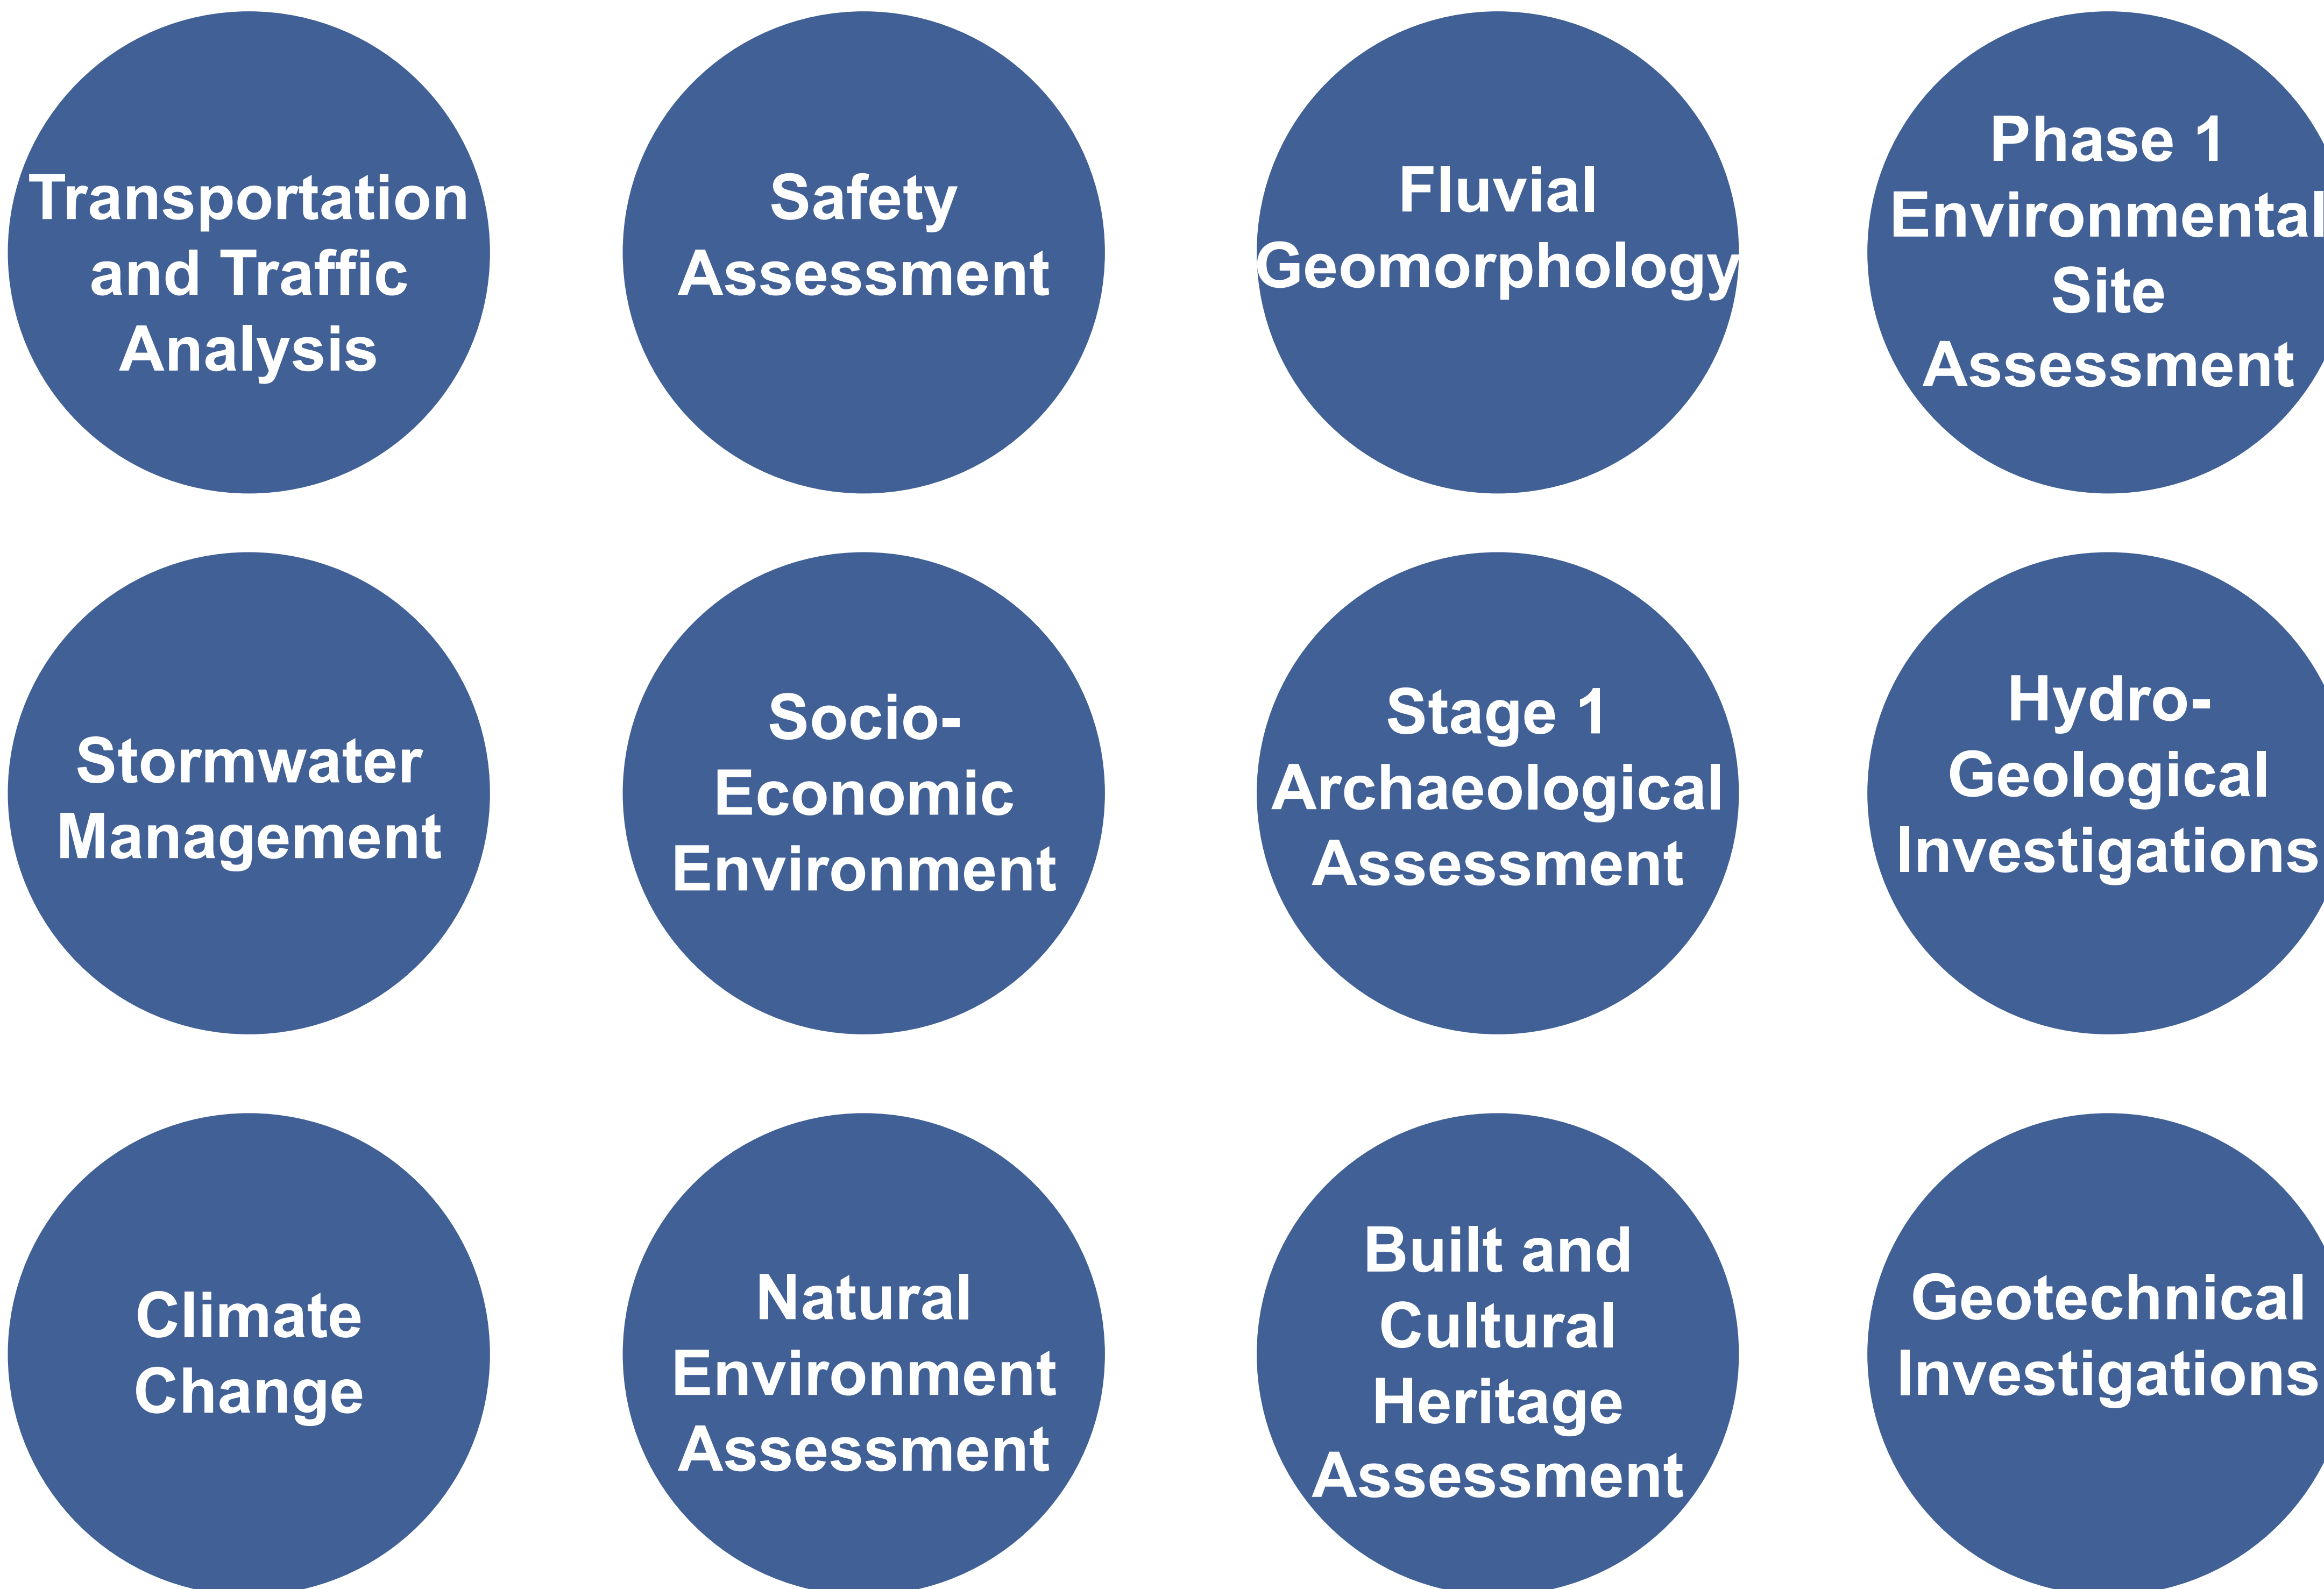 Transportation
and Traffic
Analysis
Safety
Assessment
Fluvial
Geomorphology
Phase 1
Environmental
Site
Assessment
Stormwater
Management
Socio-
Economic
Environment
Stage 1
Archaeological
Assessment
Hydro-
Geological
Investigations
Climate
Change
Natural
Environment
Assessment
Built and
Cultural
Heritage
Assessment
Geotechnical
Investigations